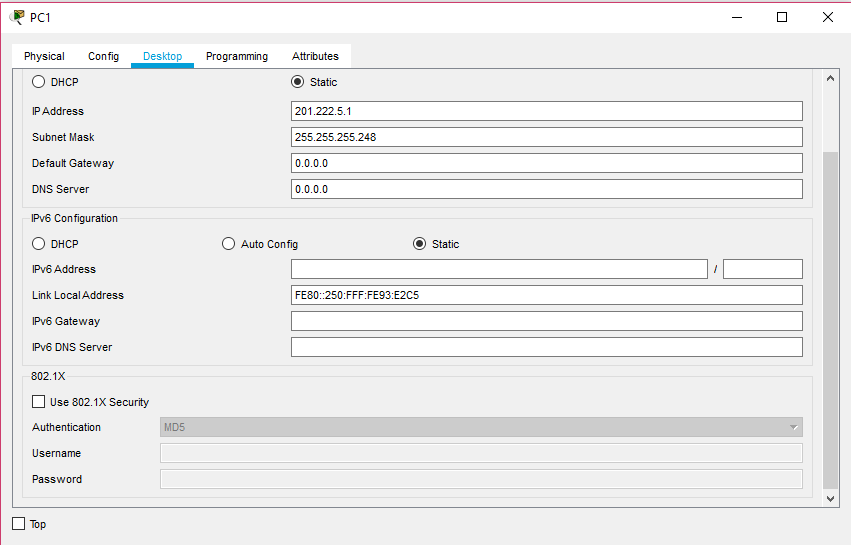 PC1
Physical Config Desktop Programming Attributes
DHCP Static
IP Address 201.222.5.1
Subnet Mask 255.255.255.248
Default Gateway 0.0.0.0
DNS Server 0.0.0.0
IPv6 Configuration
DHCP Auto Config Static
IPv6 Address /
Link Local Address FE80::250:FFF:FE93:E2C5
IPv6 Gateway
IPv6 DNS Server
802.1X
Use 802.1X Security
Authentication MD5
Username
Password
Top